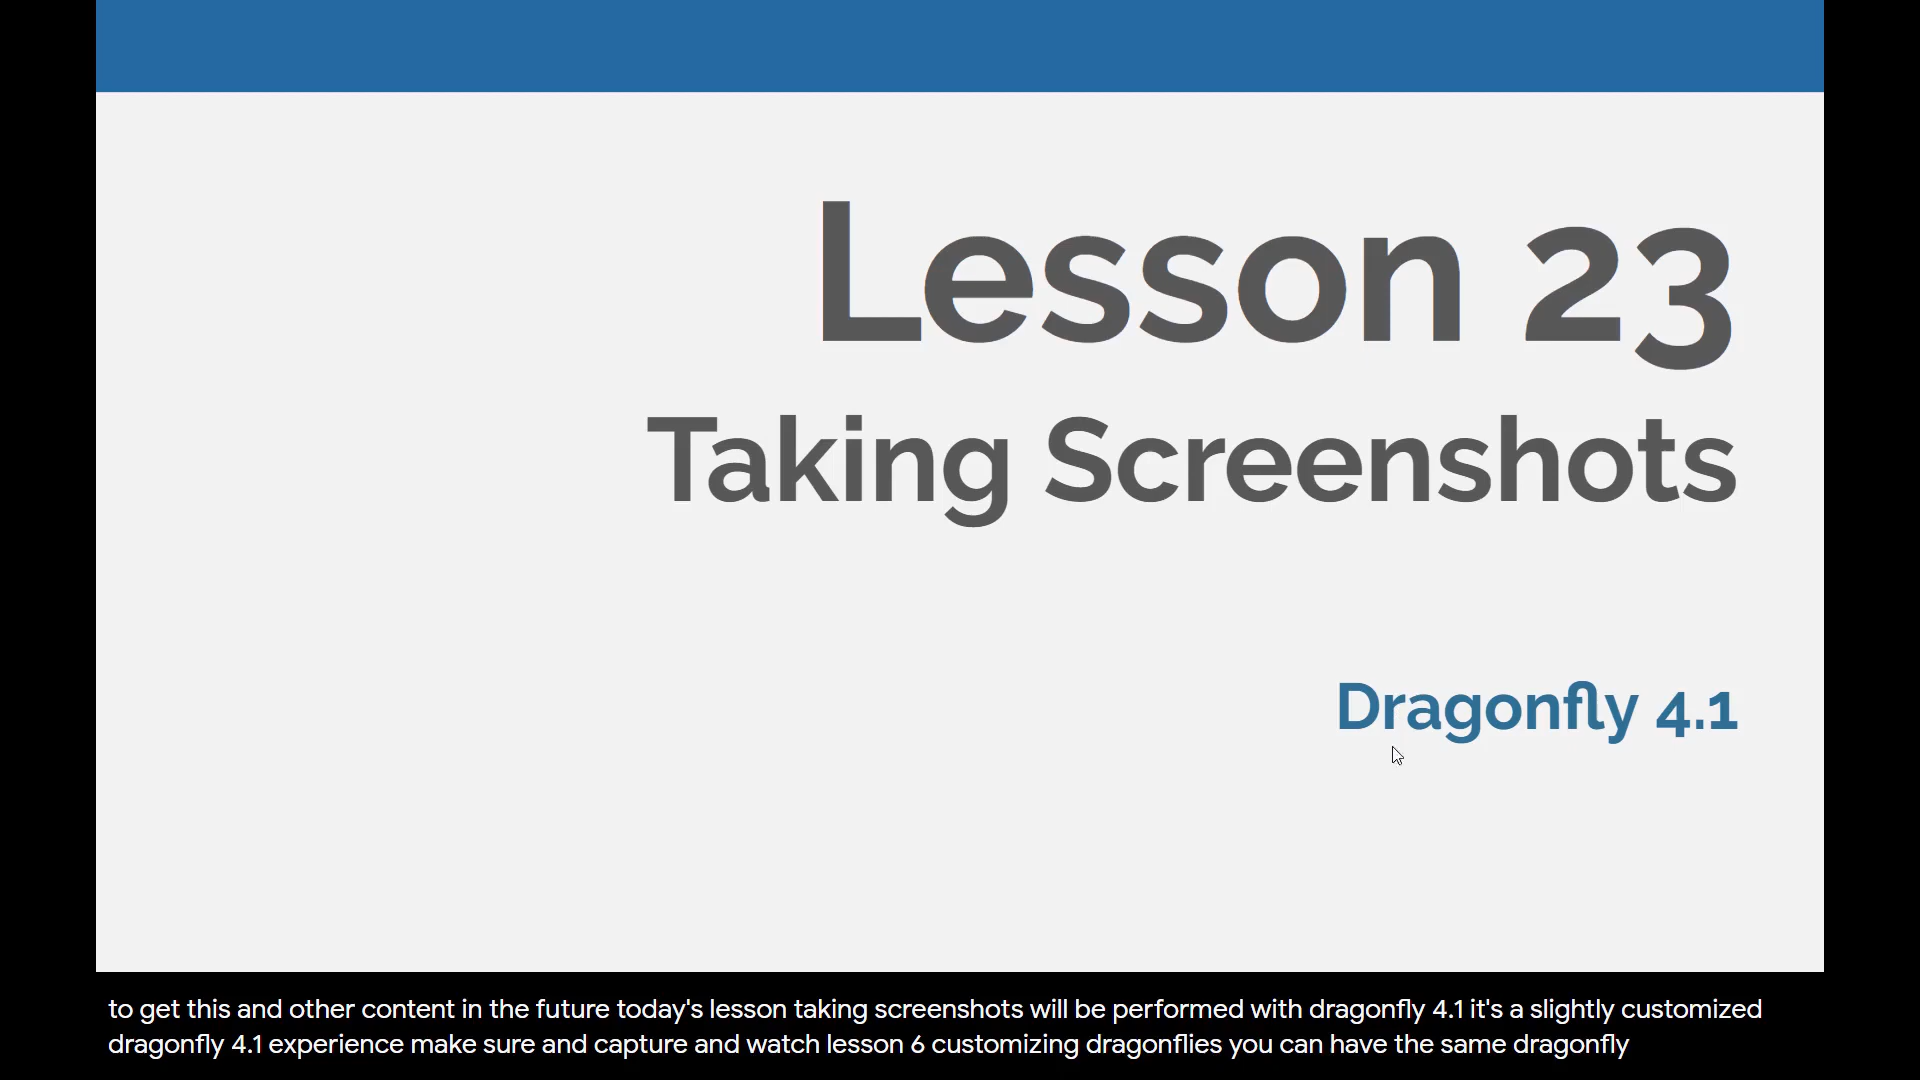 Lesson 23
Taking Screenshots
Dragonfly 4.1
to get this and other content in the future today's lesson taking screenshots will be performed with dragonfly 4.1 it's a slightly customized
dragonfly 4.1 experience make sure and capture and watch lesson 6 customizing dragonflies you can have the same dragonfly